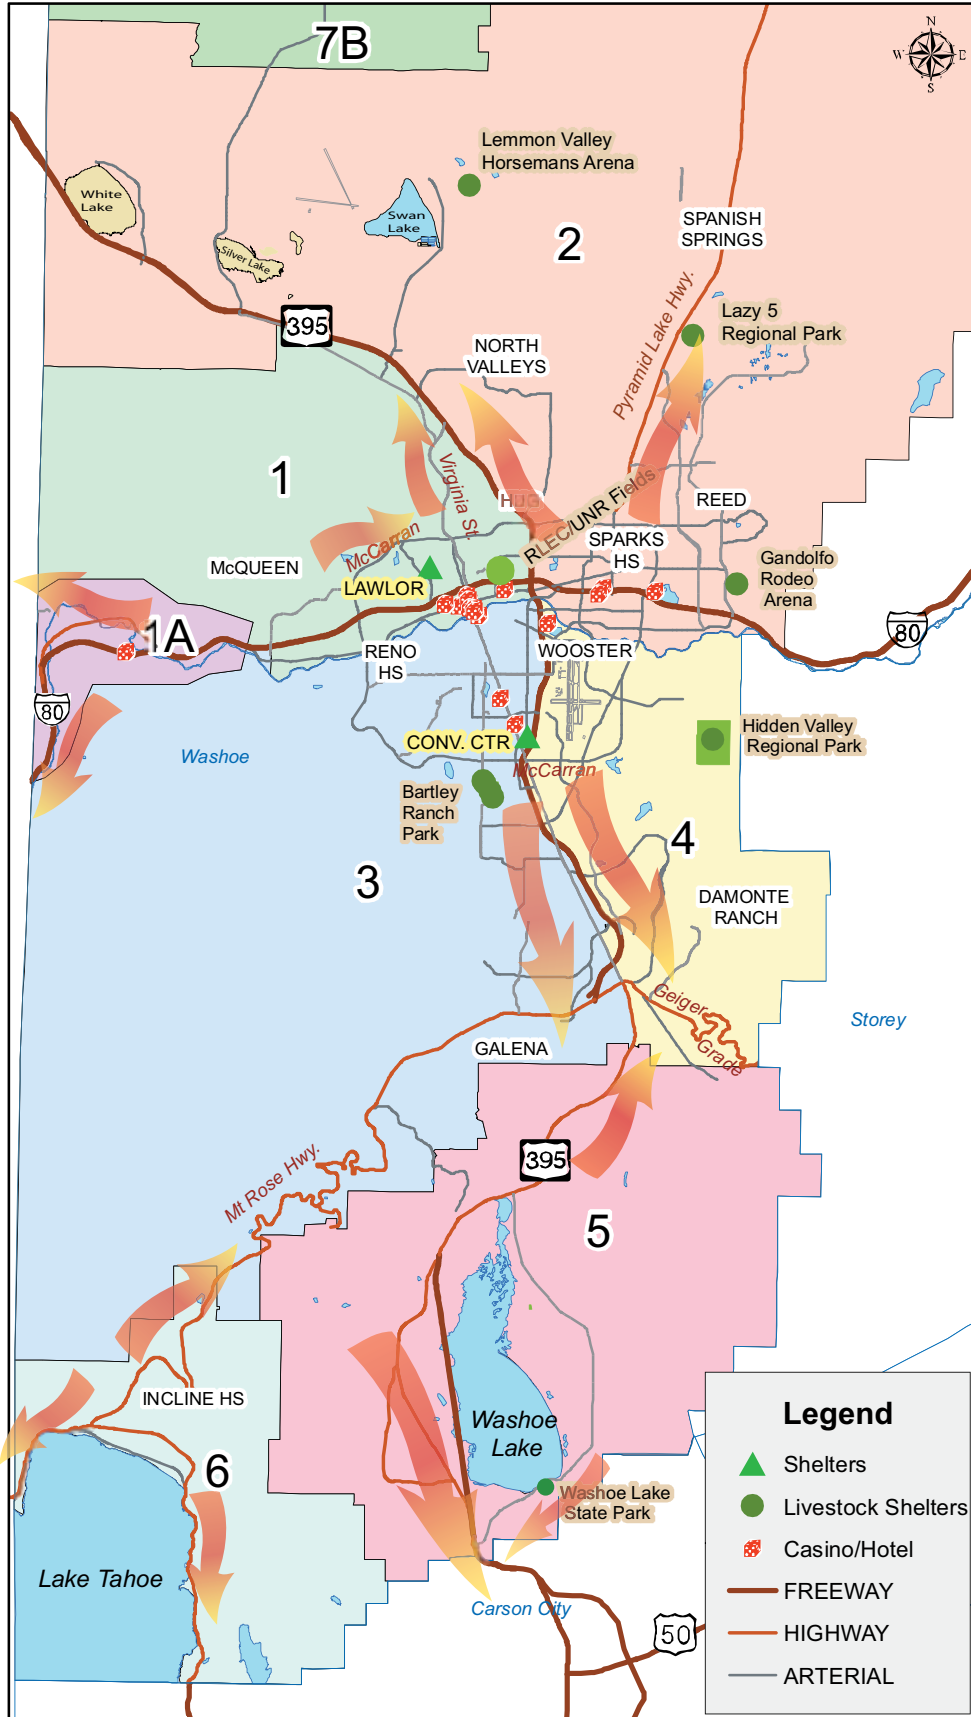 7B
N
W E
S
Lemmon Valley
Horsemans Arena
White
Lake
Swan
Lake
SPANISH
SPRINGS
2
Silver Lake
Pyramid Lake Hwy.
Lazy 5
Regional Park
395
NORTH
VALLEYS
1
Virginia St.
HUG
RLEC/UNR Fields
REED
McCarran
SPARKS
HS
McQUEEN
LAWLOR
Gandolfo
Rodeo
Arena
1A
80
RENO
HS
WOOSTER
80
Washoe
CONV. CTR
Hidden Valley
Regional Park
McCarran
Bartley
Ranch
Park
4
3
DAMONTE
RANCH
Geiger
Grade
Storey
GALENA
395
Mt Rose Hwy.
5
INCLINE HS
Washoe
Lake
6
Washoe Lake
State Park
Lake Tahoe
Carson City
50
Legend
Shelters
Livestock Shelters
Casino/Hotel
FREEWAY
HIGHWAY
ARTERIAL